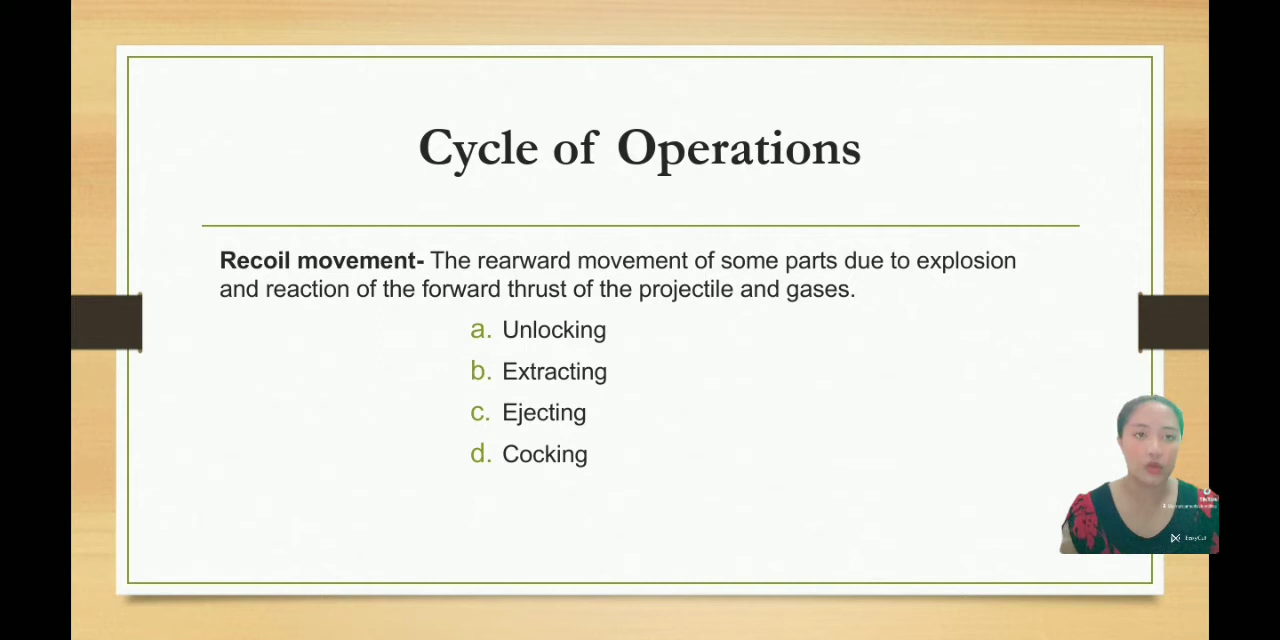 Cycle of Operations
Recoil movement- The rearward movement of some parts due to explosion
and reaction of the forward thrust of the projectile and gases.
a. Unlocking
b. Extracting
c. Ejecting
d. Cocking